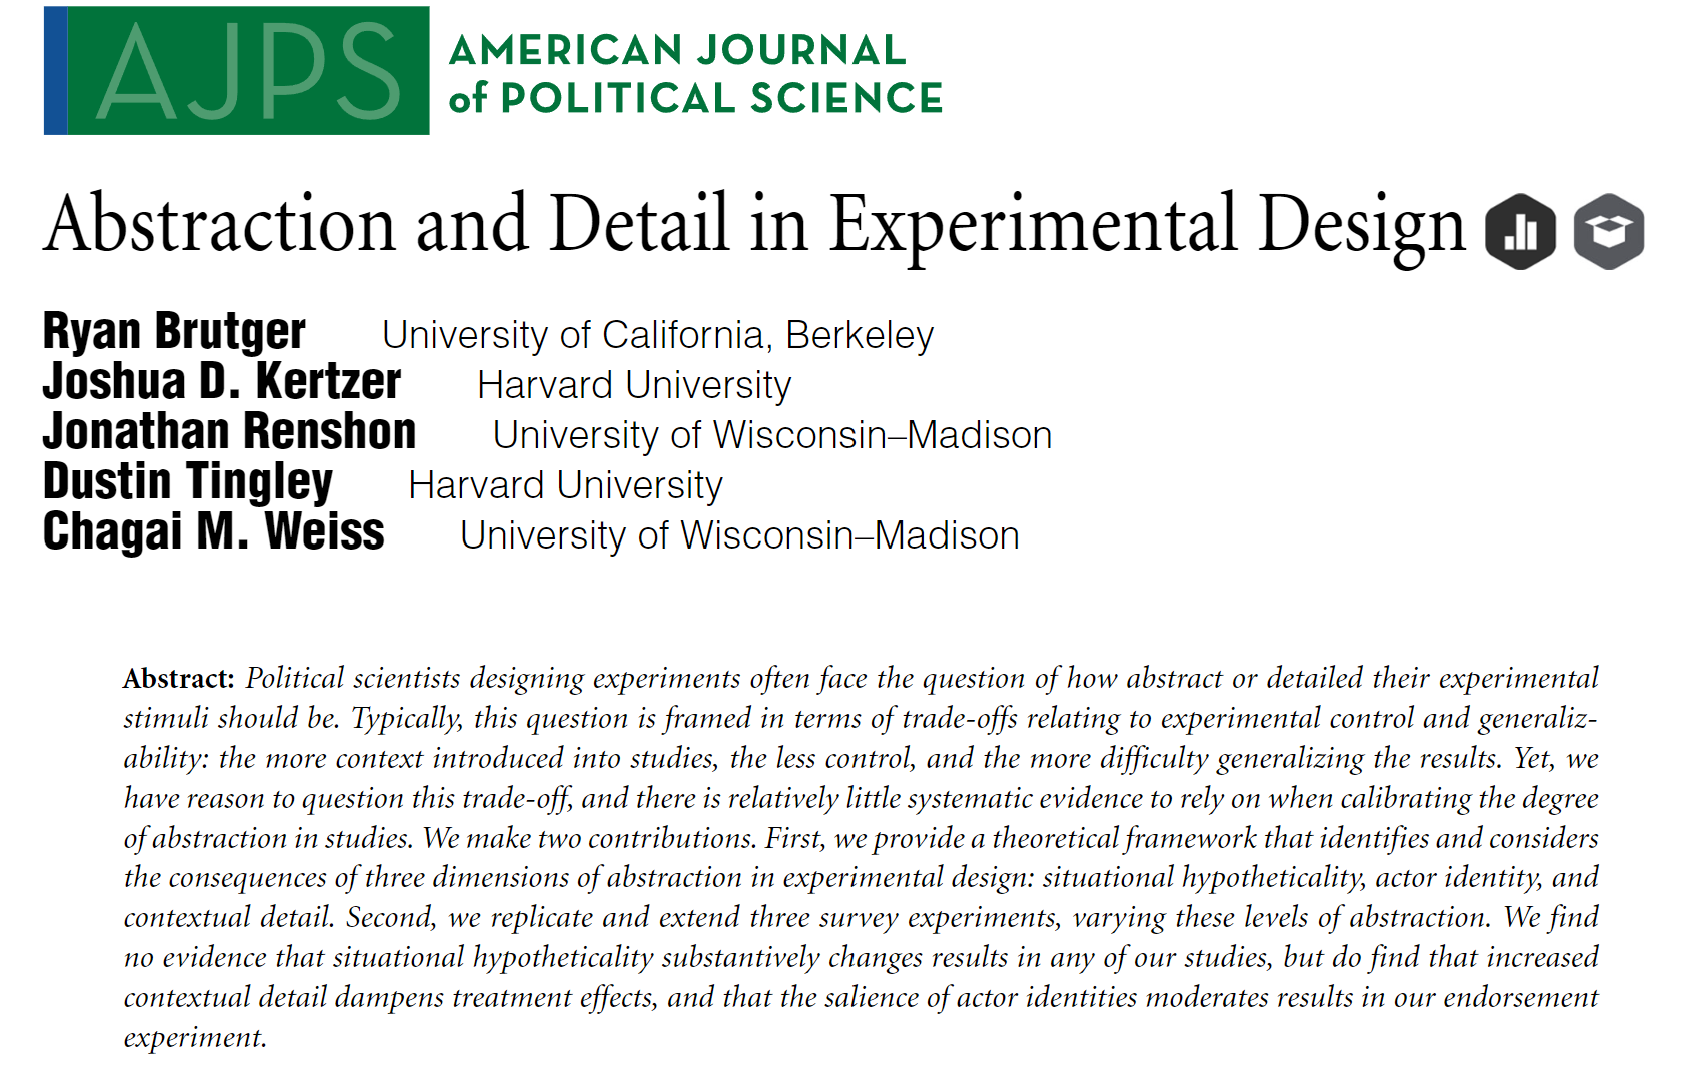 AJPS
AMERICAN JOURNAL
of POLITICAL SCIENCE
Abstraction and Detail in Experimental Design
Ryan Brutger University of California, Berkeley
Joshua D. Kertzer Harvard University
Jonathan Renshon University of Wisconsin–Madison
Dustin Tingley Harvard University
Chagai M. Weiss University of Wisconsin–Madison
Abstract: Political scientists designing experiments often face the question of how abstract or detailed their experimental
stimuli should be. Typically, this question is framed in terms of trade-offs relating to experimental control and generaliz-
ability: the more context introduced into studies, the less control, and the more difficulty generalizing the results. Yet, we
have reason to question this trade-off, and there is relatively little systematic evidence to rely on when calibrating the degree
of abstraction in studies. We make two contributions. First, we provide a theoretical framework that identifies and considers
the consequences of three dimensions of abstraction in experimental design: situational hypotheticality, actor identity, and
contextual detail. Second, we replicate and extend three survey experiments, varying these levels of abstraction. We find
no evidence that situational hypotheticality substantively changes results in any of our studies, but do find that increased
contextual detail dampens treatment effects, and that the salience of actor identities moderates results in our endorsement
experiment.